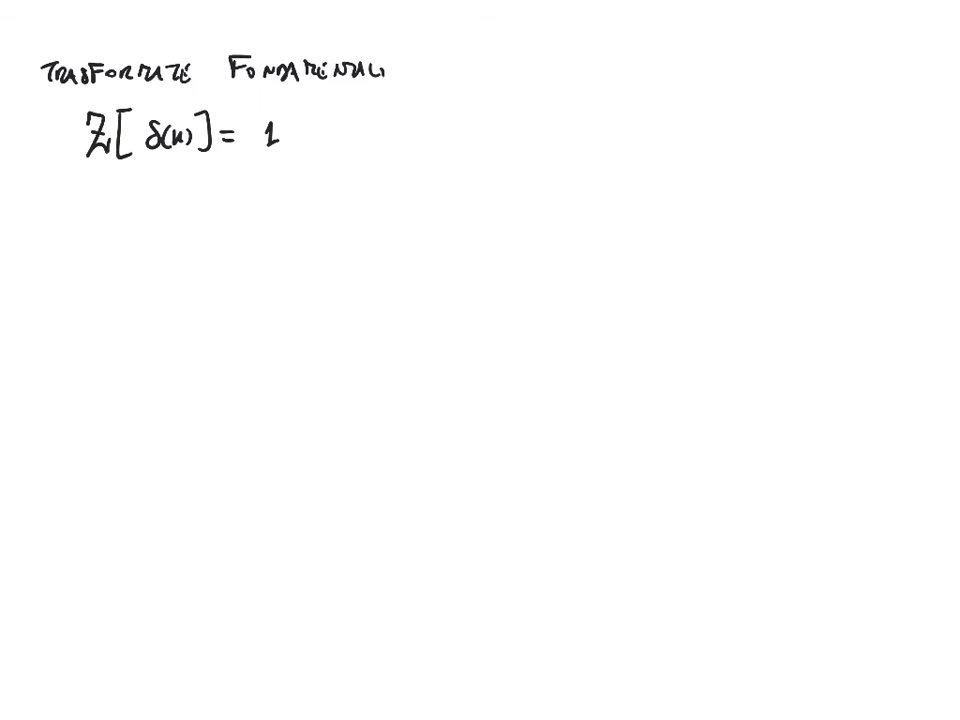 TRASFORMATE FONDAMENTALI
Z[ δ(k) ] = 1